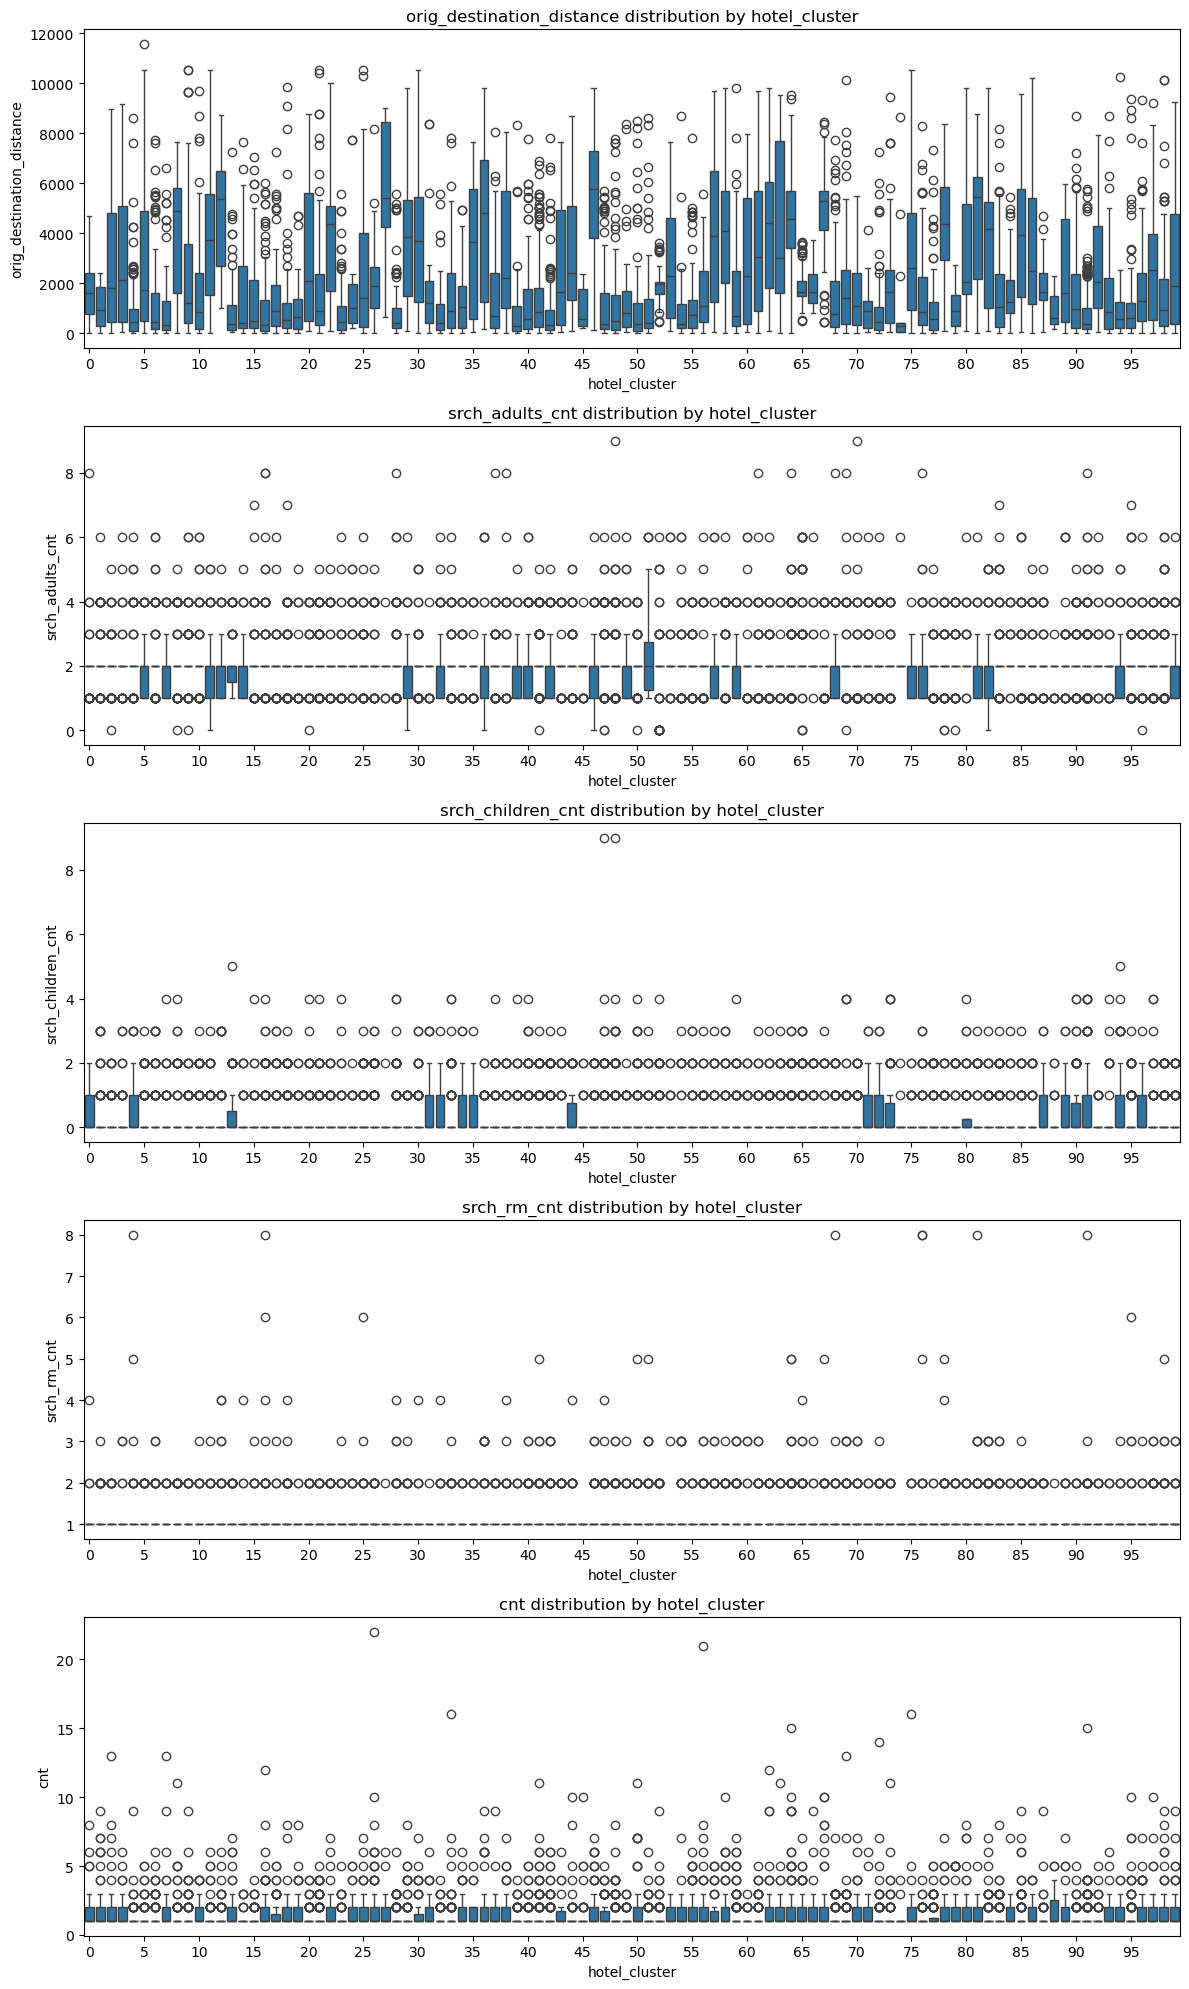 orig_destination_distance distribution by hotel_cluster
12000
10000
8000
6000
4000
2000
0
orig_destination_distance
0 5 10 15 20 25 30 35 40 45 50 55 60 65 70 75 80 85 90 95
hotel_cluster
srch_adults_cnt distribution by hotel_cluster
8
6
4
2
0
srch_adults_cnt
0 5 10 15 20 25 30 35 40 45 50 55 60 65 70 75 80 85 90 95
hotel_cluster
srch_children_cnt distribution by hotel_cluster
8
6
4
2
0
srch_children_cnt
0 5 10 15 20 25 30 35 40 45 50 55 60 65 70 75 80 85 90 95
hotel_cluster
srch_rm_cnt distribution by hotel_cluster
8
7
6
5
4
3
2
1
srch_rm_cnt
0 5 10 15 20 25 30 35 40 45 50 55 60 65 70 75 80 85 90 95
hotel_cluster
cnt distribution by hotel_cluster
20
15
10
5
0
cnt
0 5 10 15 20 25 30 35 40 45 50 55 60 65 70 75 80 85 90 95
hotel_cluster